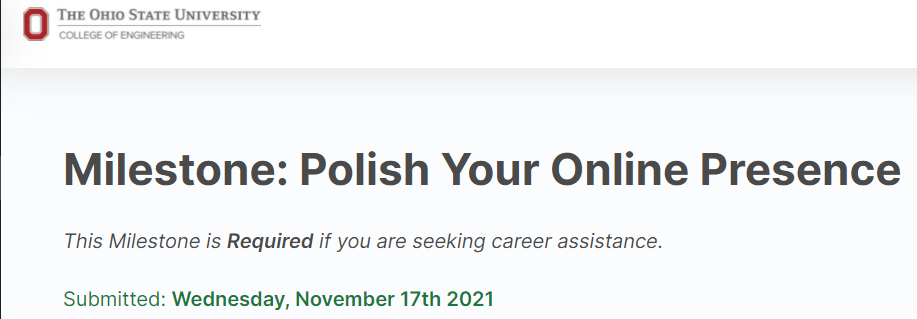 THE OHIO STATE UNIVERSITY
COLLEGE OF ENGINEERING
Milestone: Polish Your Online Presence
This Milestone is Required if you are seeking career assistance.
Submitted: Wednesday, November 17th 2021